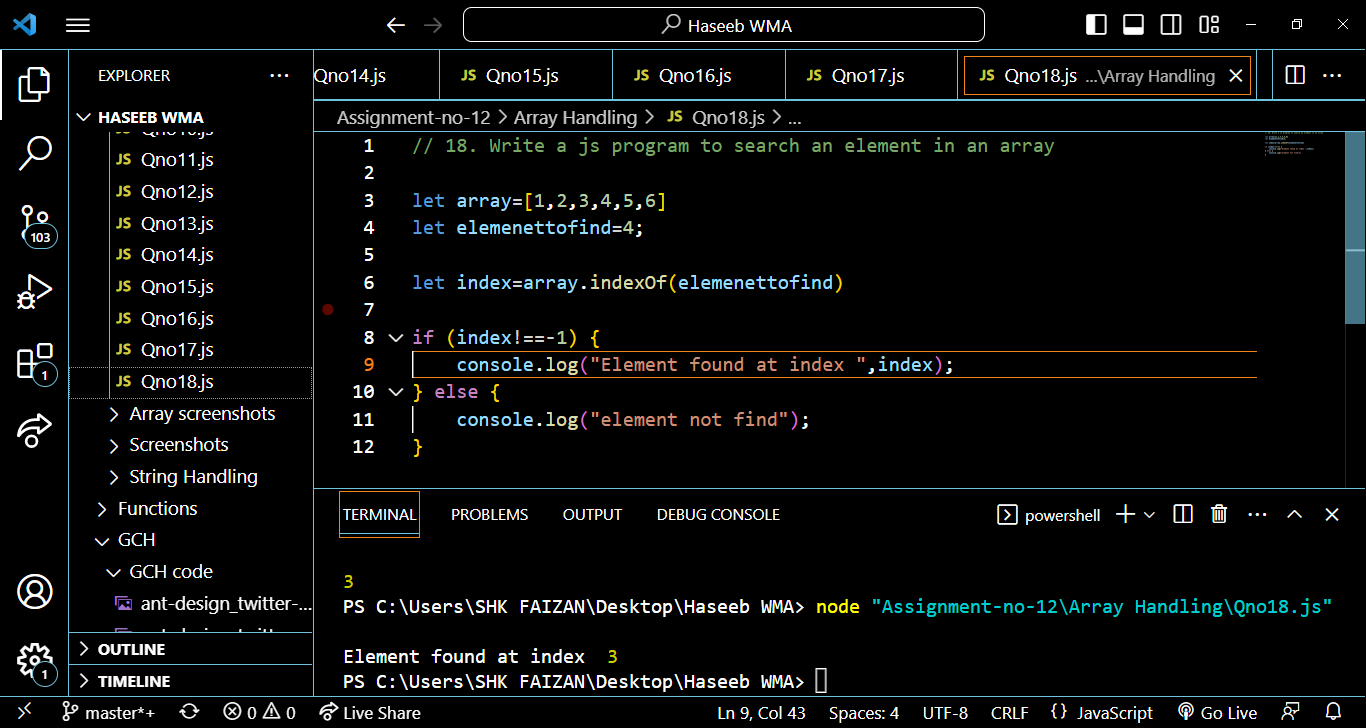 Haseeb WMA
EXPLORER
Qno14.js
JS Qno15.js
JS Qno16.js
JS Qno17.js
JS Qno18.js ...\Array Handling
HASEEB WMA
JS Qno11.js
JS Qno12.js
JS Qno13.js
JS Qno14.js
JS Qno15.js
JS Qno16.js
JS Qno17.js
JS Qno18.js
Array screenshots
Screenshots
String Handling
Functions
GCH
GCH code
ant-design_twitter-...
OUTLINE
TIMELINE
103
1
1
Assignment-no-12 > Array Handling > JS Qno18.js > ...
1 // 18. Write a js program to search an element in an array
2
3 let array=[1,2,3,4,5,6]
4 let elemenettofind=4;
5
6 let index=array.indexOf(elemenettofind)
7
8 if (index!==-1) {
9 console.log("Element found at index ",index);
10 } else {
11 console.log("element not find");
12 }
TERMINAL PROBLEMS OUTPUT DEBUG CONSOLE
powershell
3
PS C:\Users\SHK FAIZAN\Desktop\Haseeb WMA> node "Assignment-no-12\Array Handling\Qno18.js"
Element found at index  3
PS C:\Users\SHK FAIZAN\Desktop\Haseeb WMA>
master*+ 0 0 Live Share Ln 9, Col 43 Spaces: 4 UTF-8 CRLF {} JavaScript Go Live